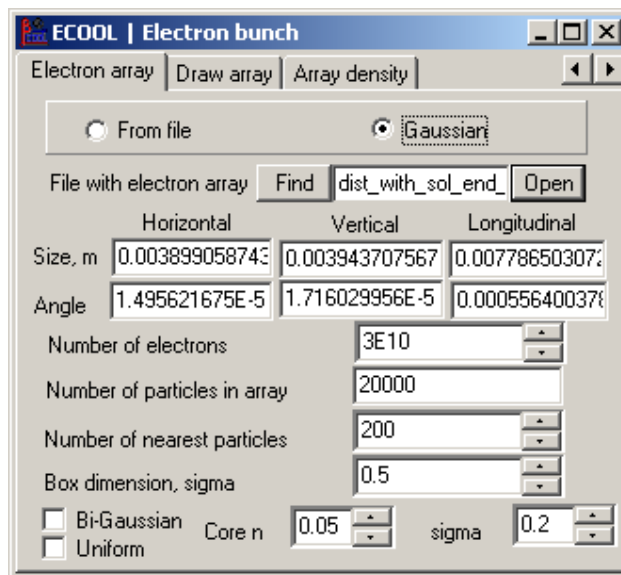 ECOOL | Electron bunch
Electron array Draw array Array density
From file Gaussian
File with electron array Find dist_with_sol_end_ Open
Horizontal Vertical Longitudinal
Size, m 0.003899058743 0.003943707567 0.007786503072
Angle 1.495621675E-5 1.716029956E-5 0.000556400378
Number of electrons 3E10
Number of particles in array 20000
Number of nearest particles 200
Box dimension, sigma 0.5
Bi-Gaussian Core n 0.05 sigma 0.2
Uniform